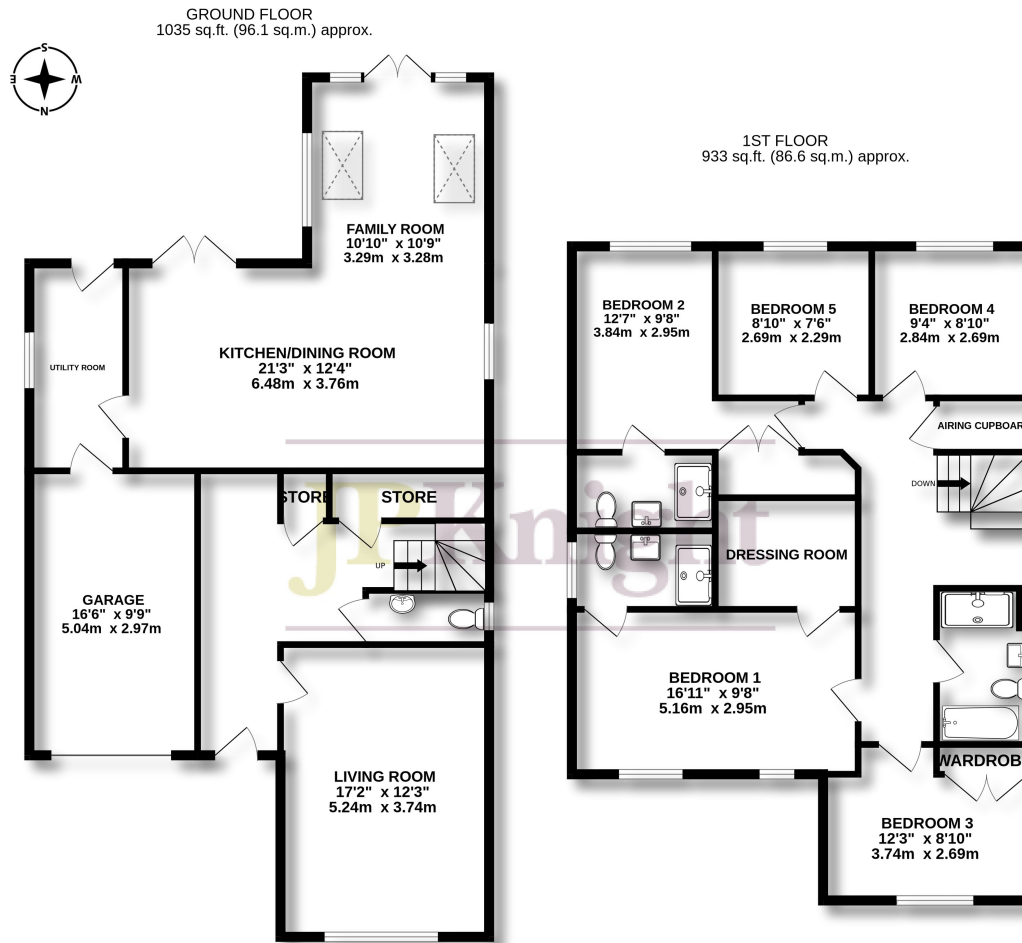 GROUND FLOOR
1035 sq.ft. (96.1 sq.m.) approx.
S
E
W
N
FAMILY ROOM
10'10" x 10'9"
3.29m x 3.28m
KITCHEN/DINING ROOM
21'3" x 12'4"
6.48m x 3.76m
UTILITY ROOM
STORE
STORE
UP
GARAGE
16'6" x 9'9"
5.04m x 2.97m
LIVING ROOM
17'2" x 12'3"
5.24m x 3.74m
JPKnight
1ST FLOOR
933 sq.ft. (86.6 sq.m.) approx.
BEDROOM 2
12'7" x 9'8"
3.84m x 2.95m
BEDROOM 5
8'10" x 7'6"
2.69m x 2.29m
BEDROOM 4
9'4" x 8'10"
2.84m x 2.69m
AIRING CUPBOAR
DOWN
DRESSING ROOM
BEDROOM 1
16'11" x 9'8"
5.16m x 2.95m
WARDROB
BEDROOM 3
12'3" x 8'10"
3.74m x 2.69m